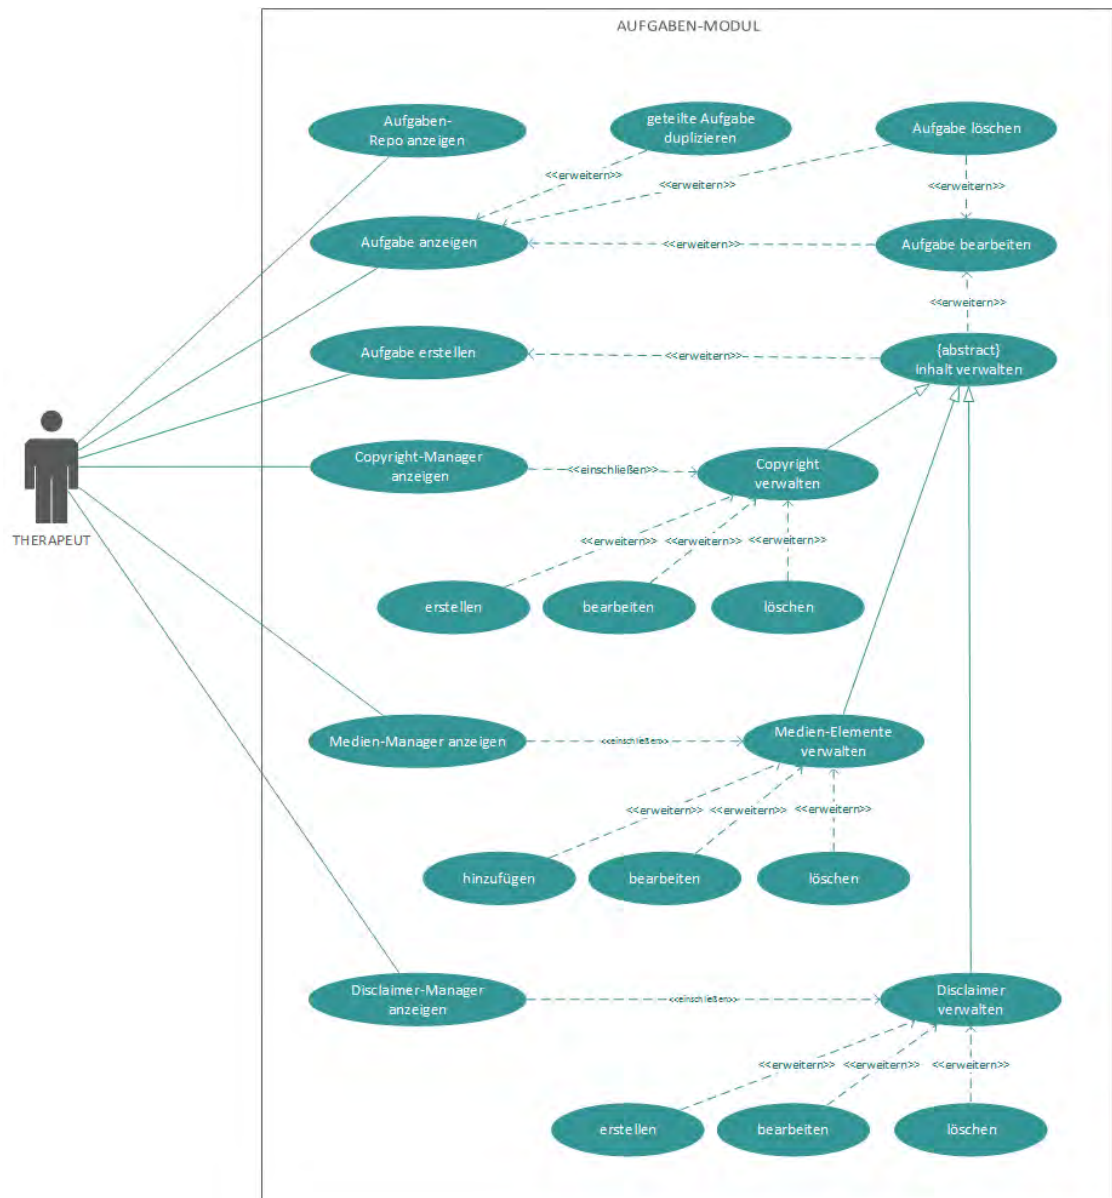 AUFGABEN-MODUL
Aufgaben-
Repo anzeigen
geteilte Aufgabe
duplizieren
Aufgabe löschen
<<erweitern>>
<<erweitern>>
<<erweitern>>
Aufgabe anzeigen
<<erweitern>>
Aufgabe bearbeiten
<<erweitern>>
Aufgabe erstellen
<<erweitern>>
{abstract}
Inhalt verwalten
THERAPEUT
Copyright-Manager
anzeigen
<<einschließen>>
Copyright
verwalten
<<erweitern>>
<<erweitern>>
<<erweitern>>
erstellen
bearbeiten
löschen
Medien-Manager anzeigen
<<einschließen>>
Medien-Elemente
verwalten
<<erweitern>>
<<erweitern>>
<<erweitern>>
hinzufügen
bearbeiten
löschen
Disclaimer-Manager
anzeigen
<<einschließen>>
Disclaimer
verwalten
<<erweitern>>
<<erweitern>>
<<erweitern>>
erstellen
bearbeiten
löschen